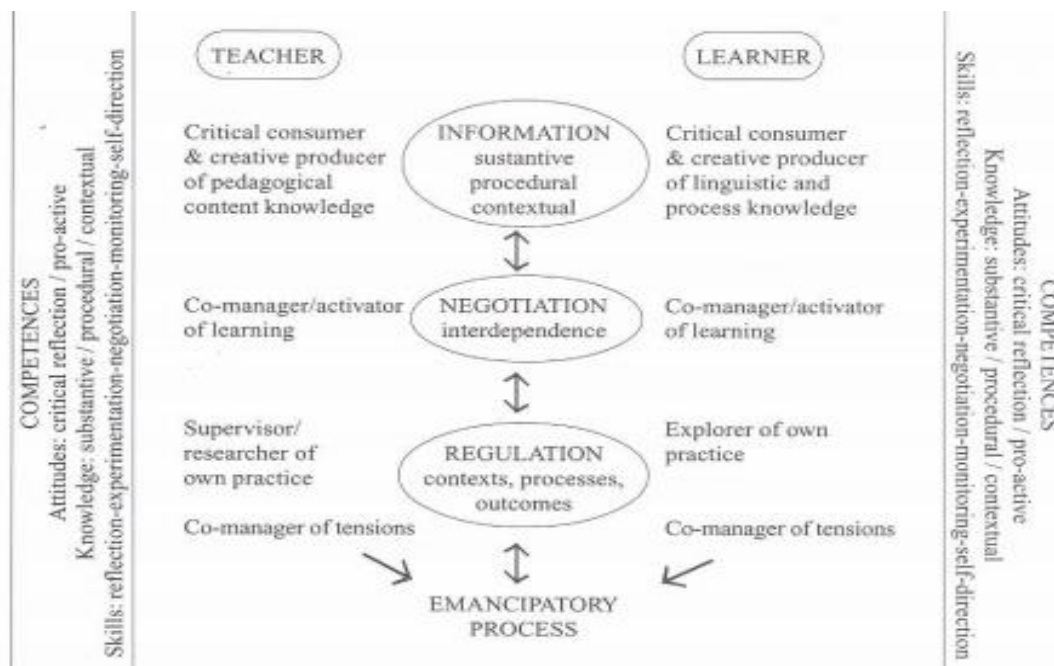 COMPETENCES
Attitudes: critical reflection / pro-active
Knowledge: substantive / procedural / contextual
Skills: reflection-experimentation-negotiation-monitoring-self-direction
TEACHER
Critical consumer
& creative producer
of pedagogical
content knowledge
Co-manager/activator
of learning
Supervisor/
researcher of
own practice
Co-manager of tensions
INFORMATION
sustantive
procedural
contextual
NEGOTIATION
interdependence
REGULATION
contexts, processes,
outcomes
EMANCIPATORY
PROCESS
LEARNER
Critical consumer
& creative producer
of linguistic and
process knowledge
Co-manager/activator
of learning
Explorer of own
practice
Co-manager of tensions
COMPETENCES
Attitudes: critical reflection / pro-active
Knowledge: substantive / procedural / contextual
Skills: reflection-experimentation-negotiation-monitoring-self-direction